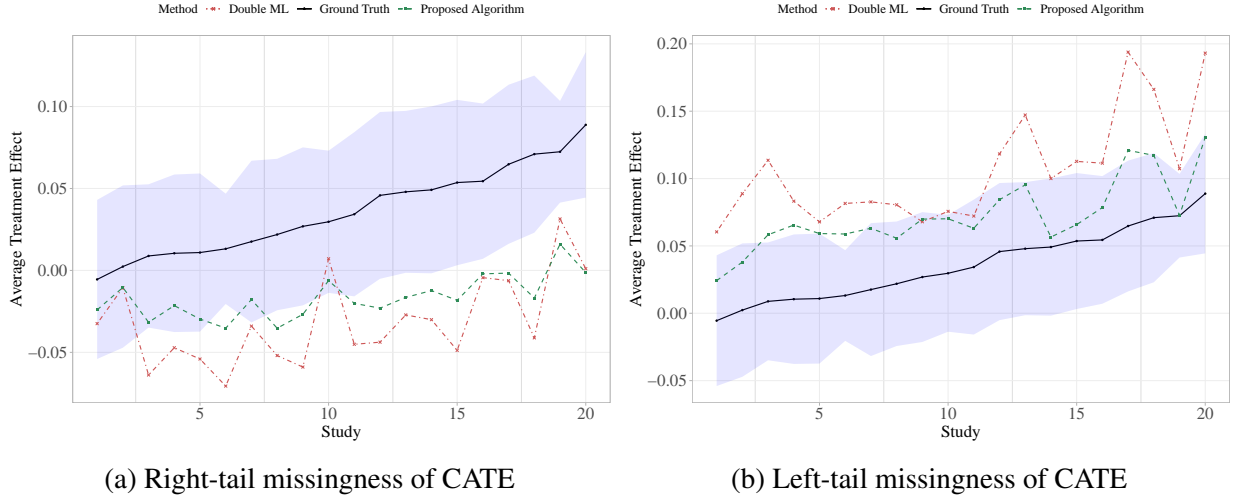 Method Double ML Ground Truth Proposed Algorithm
0.10
0.05
0.00
−0.05
Average Treatment Effect
5 10 15 20
Study
(a) Right-tail missingness of CATE
Method Double ML Ground Truth Proposed Algorithm
0.20
0.15
0.10
0.05
0.00
−0.05
Average Treatment Effect
5 10 15 20
Study
(b) Left-tail missingness of CATE